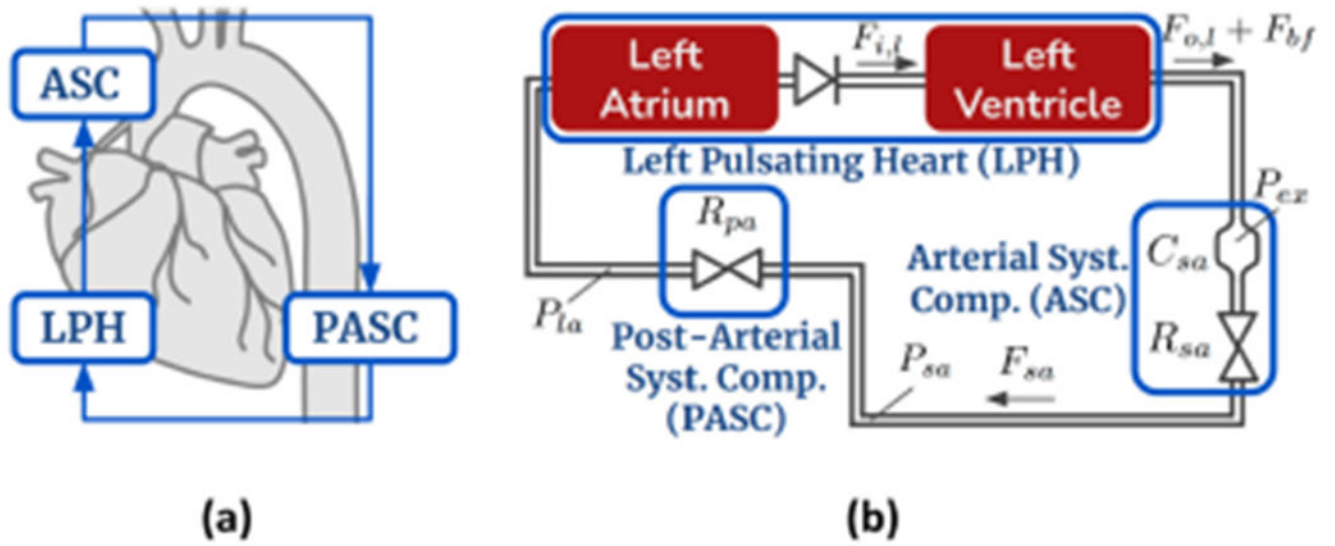 ASC
LPH
PASC
(a)
Left
Atrium
F_{i,l}
Left
Ventricle
F_{o,l} + F_{bf}
Left Pulsating Heart (LPH)
P_{ex}
R_{pa}
C_{sa}
Arterial Syst.
Comp. (ASC)
R_{sa}
P_{la}
Post-Arterial
Syst. Comp.
(PASC)
P_{sa}
F_{sa}
(b)